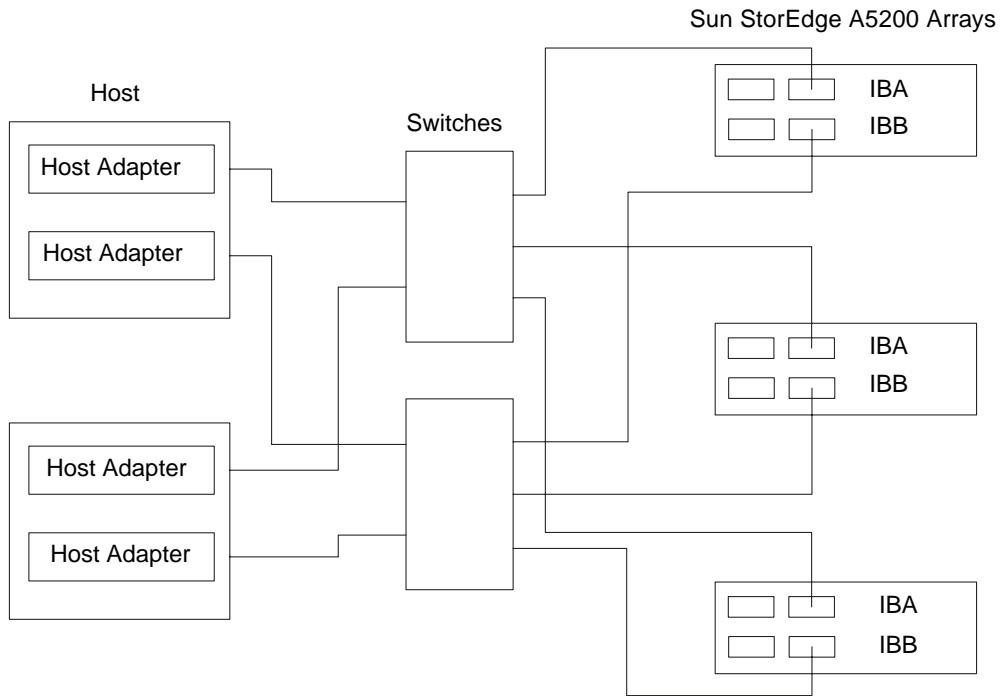 Sun StorEdge A5200 Arrays
Host
Switches
Host Adapter
Host Adapter
Host Adapter
Host Adapter
IBA
IBB
IBA
IBB
IBA
IBB